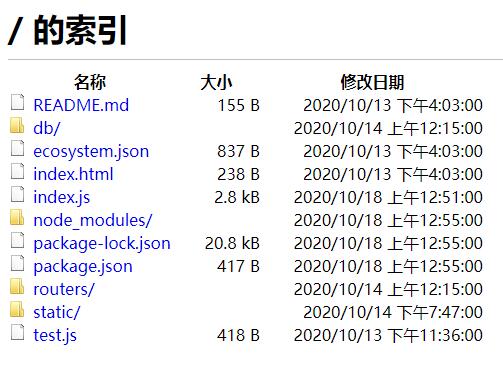 / 的索引
名称 大小 修改日期
README.md 155 B 2020/10/13 下午4:03:00
db/ 2020/10/14 上午12:15:00
ecosystem.json 837 B 2020/10/13 下午4:03:00
index.html 238 B 2020/10/13 下午4:03:00
index.js 2.8 kB 2020/10/18 上午12:51:00
node_modules/ 2020/10/18 上午12:55:00
package-lock.json 20.8 kB 2020/10/18 上午12:55:00
package.json 417 B 2020/10/18 上午12:55:00
routers/ 2020/10/14 上午12:15:00
static/ 2020/10/14 下午7:47:00
test.js 418 B 2020/10/13 下午11:36:00